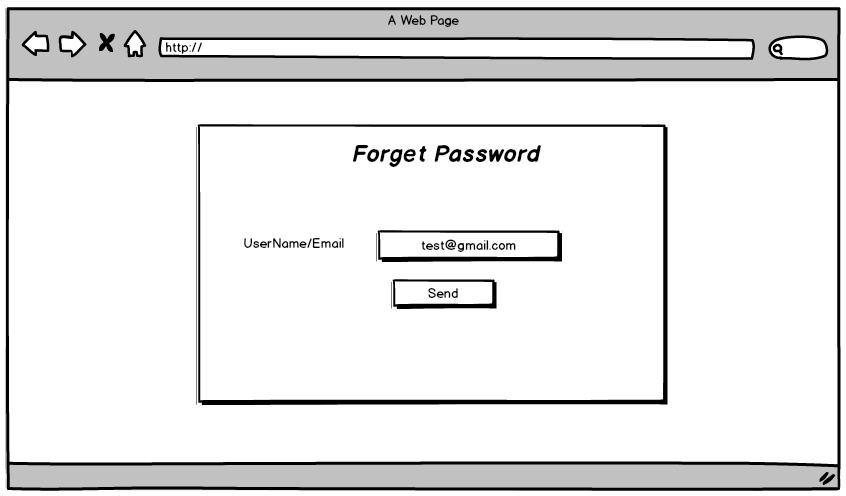 A Web Page
http://
Forget Password
UserName/Email
test@gmail.com
Send